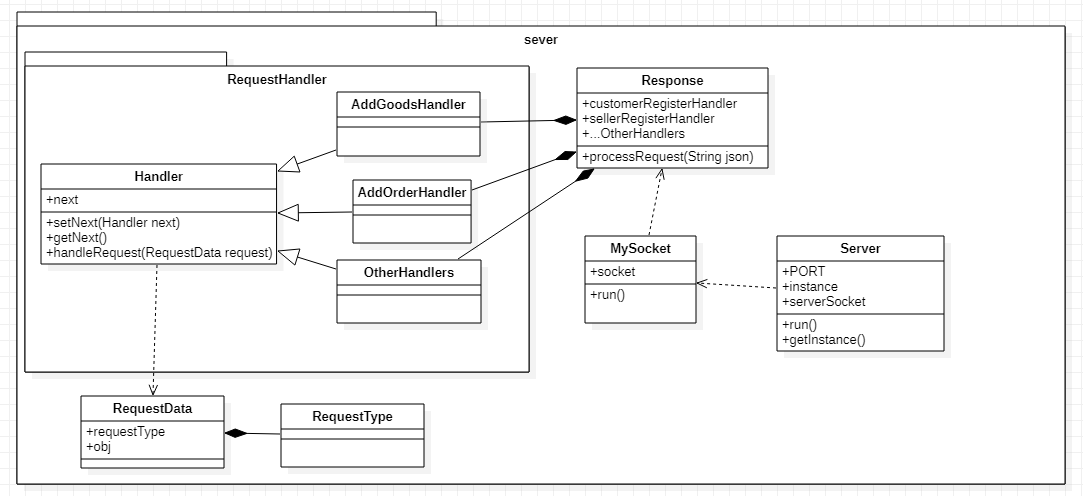 sever
RequestHandler
AddGoodsHandler
Response
+customerRegisterHandler
+sellerRegisterHandler
+...OtherHandlers
+processRequest(String json)
Handler
+next
+setNext(Handler next)
+getNext()
+handleRequest(RequestData request)
AddOrderHandler
OtherHandlers
MySocket
+socket
+run()
Server
+PORT
+instance
+serverSocket
+run()
+getInstance()
RequestData
+requestType
+obj
RequestType